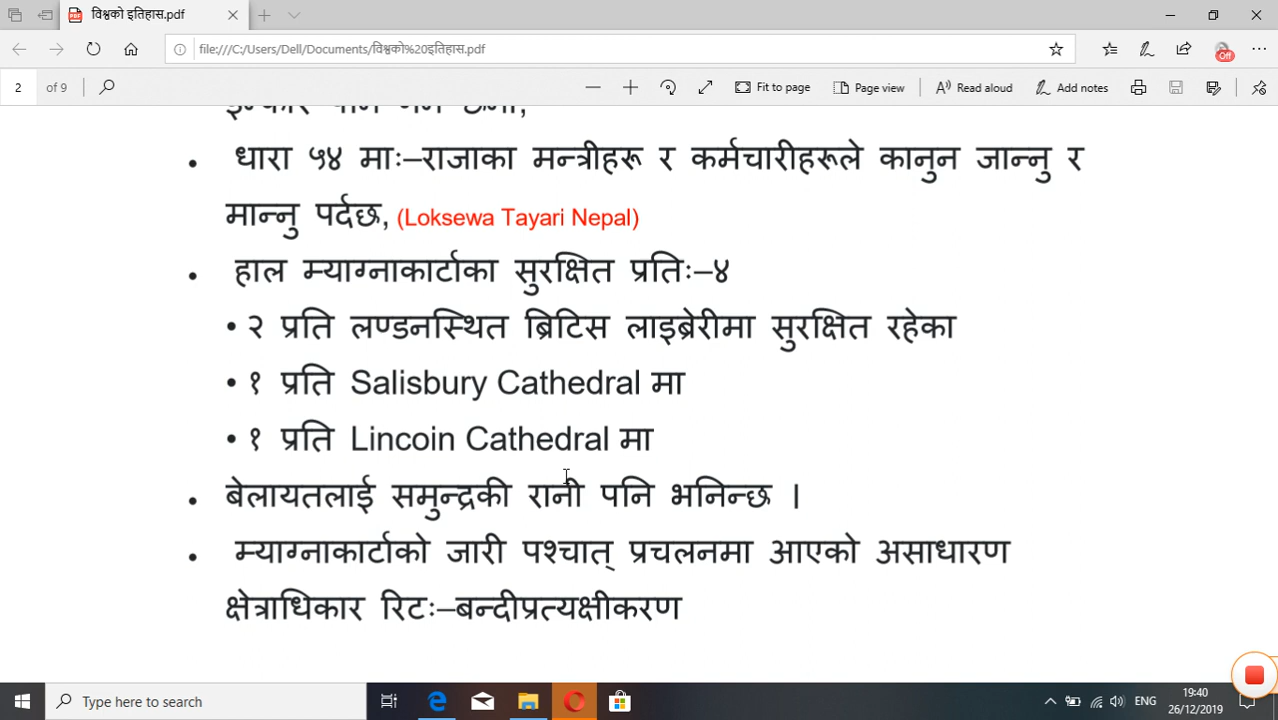 विश्वको इतिहास.pdf
file:///C:/Users/Dell/Documents/विश्वको%20इतिहास.pdf
Off
2 of 9
Fit to page
Page view
Read aloud
Add notes
• धारा ५४ माः–राजाका मन्त्रीहरू र कर्मचारीहरूले कानुन जान्नु र
मान्नु पर्दछ, (Loksewa Tayari Nepal)
• हाल म्याग्नाकार्टाका सुरक्षित प्रतिः–४
• २ प्रति लण्डनस्थित ब्रिटिस लाइब्रेरीमा सुरक्षित रहेका
• १ प्रति Salisbury Cathedral मा
• १ प्रति Lincoin Cathedral मा
• बेलायतलाई समुन्द्रकी रानी पनि भनिन्छ ।
• म्याग्नाकार्टाको जारी पश्चात् प्रचलनमा आएको असाधारण
क्षेत्राधिकार रिटः–बन्दीप्रत्यक्षीकरण
Type here to search
ENG
19:40
26/12/2019